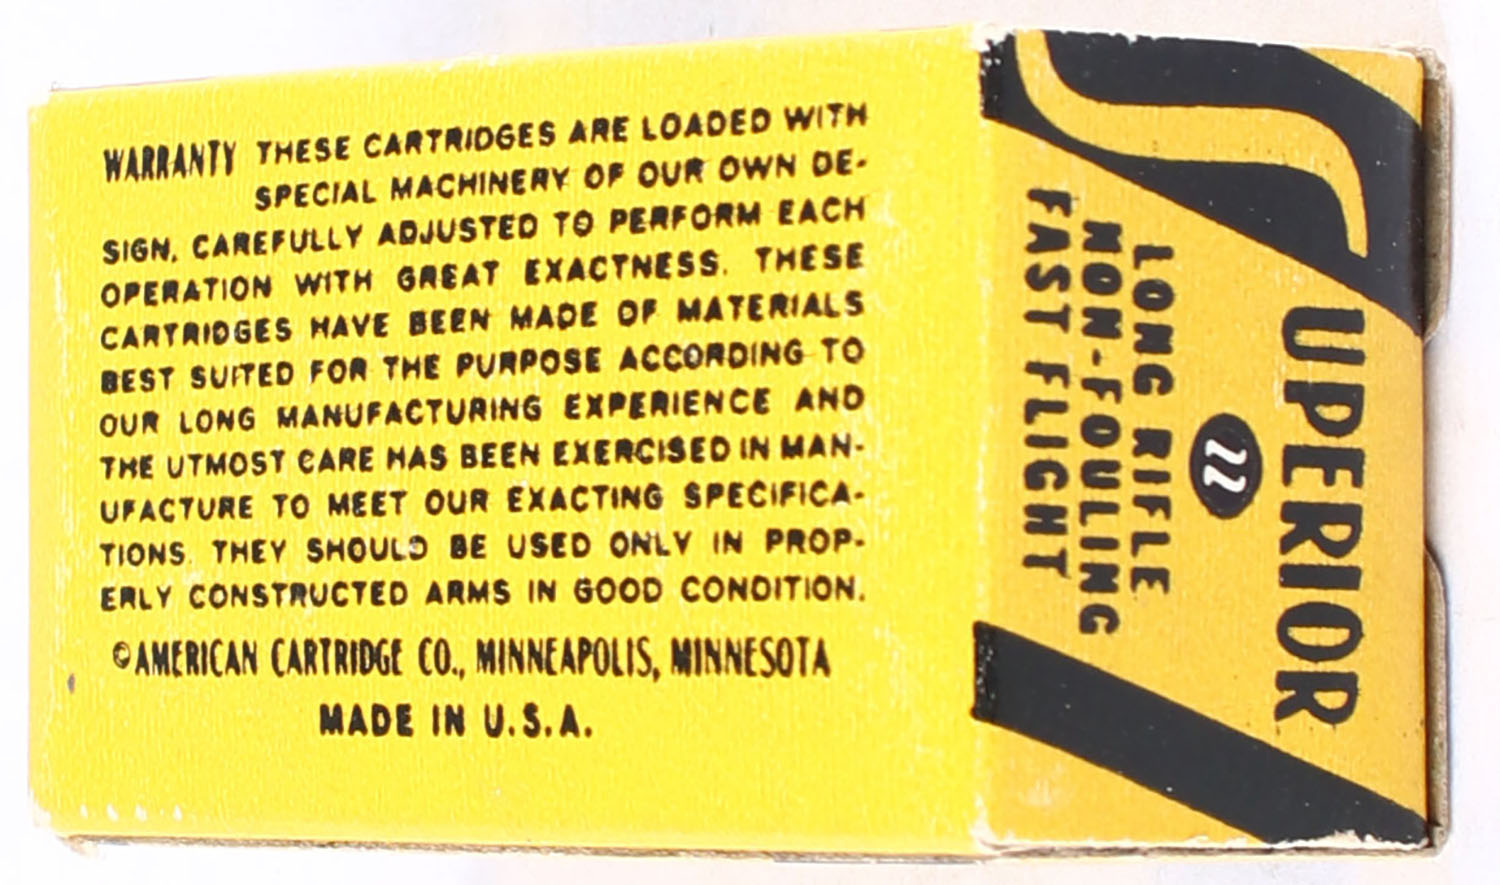 WARRANTY THESE CARTRIDGES ARE LOADED WITH
SPECIAL MACHINERY OF OUR OWN DE-
SIGN, CAREFULLY ADJUSTED TO PERFORM EACH
OPERATION WITH GREAT EXACTNESS. THESE
CARTRIDGES HAVE BEEN MADE OF MATERIALS
BEST SUITED FOR THE PURPOSE ACCORDING TO
OUR LONG MANUFACTURING EXPERIENCE AND
THE UTMOST CARE HAS BEEN EXERCISED IN MAN-
UFACTURE TO MEET OUR EXACTING SPECIFICA-
TIONS. THEY SHOULD BE USED ONLY IN PROP-
ERLY CONSTRUCTED ARMS IN GOOD CONDITION.
©AMERICAN CARTRIDGE CO., MINNEAPOLIS, MINNESOTA
MADE IN U.S.A.
SUPERIOR
22
LONG RIFLE
NON-FOULING
FAST FLIGHT